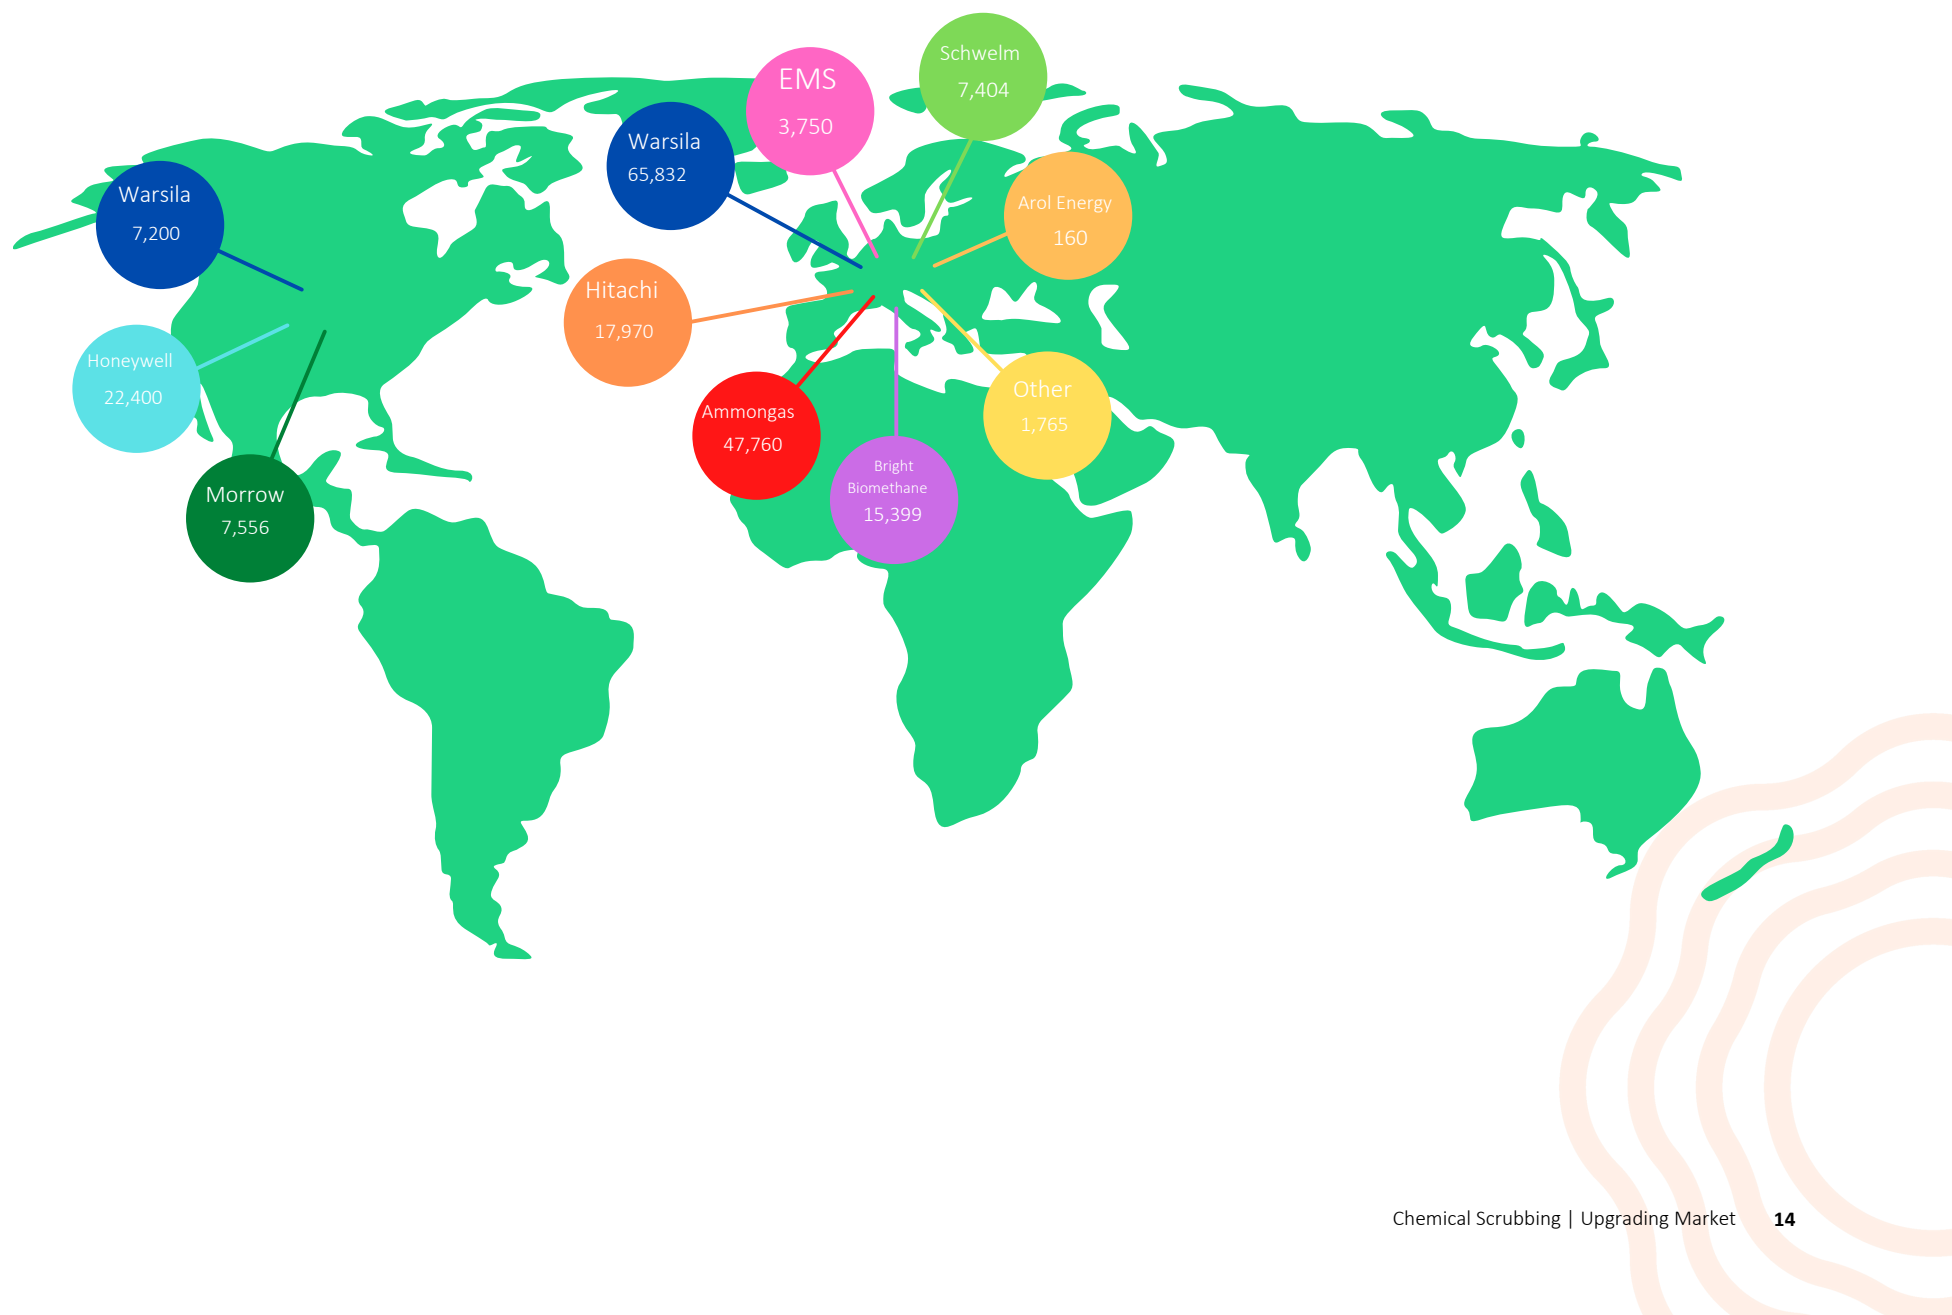 Schwelm
7,404
EMS
3,750
Warsila
65,832
Warsila
7,200
Arol Energy
160
Hitachi
17,970
Honeywell
22,400
Other
1,765
Ammongas
47,760
Bright
Biomethane
15,399
Morrow
7,556
Chemical Scrubbing | Upgrading Market 14